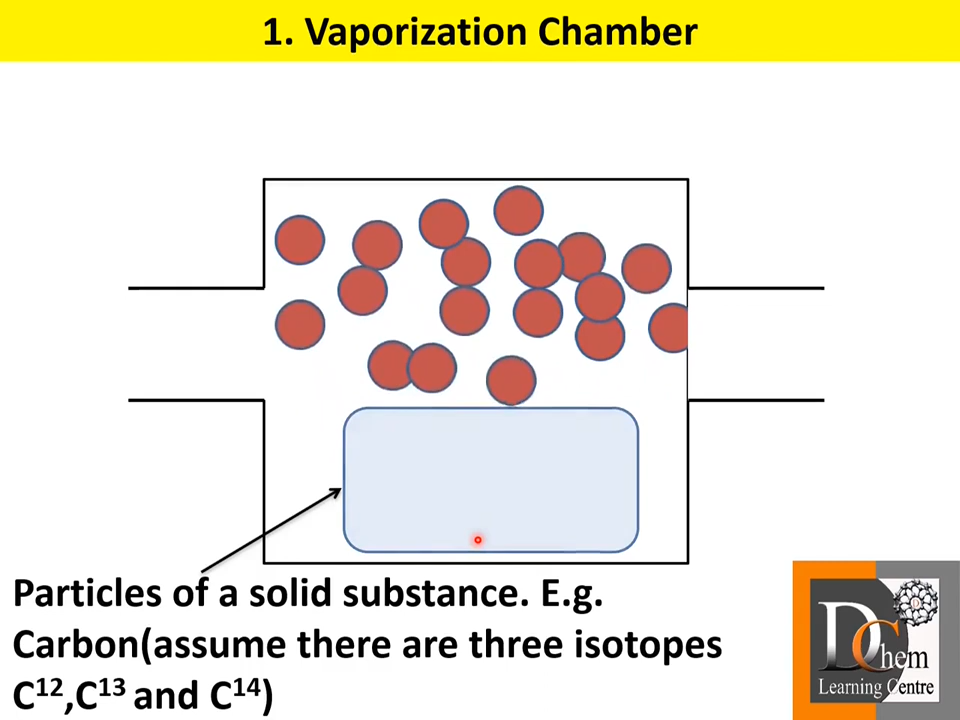 1. Vaporization Chamber
Particles of a solid substance. E.g.
Carbon(assume there are three isotopes
C¹²,C¹³ and C¹⁴)
D
DChem
Learning Centre